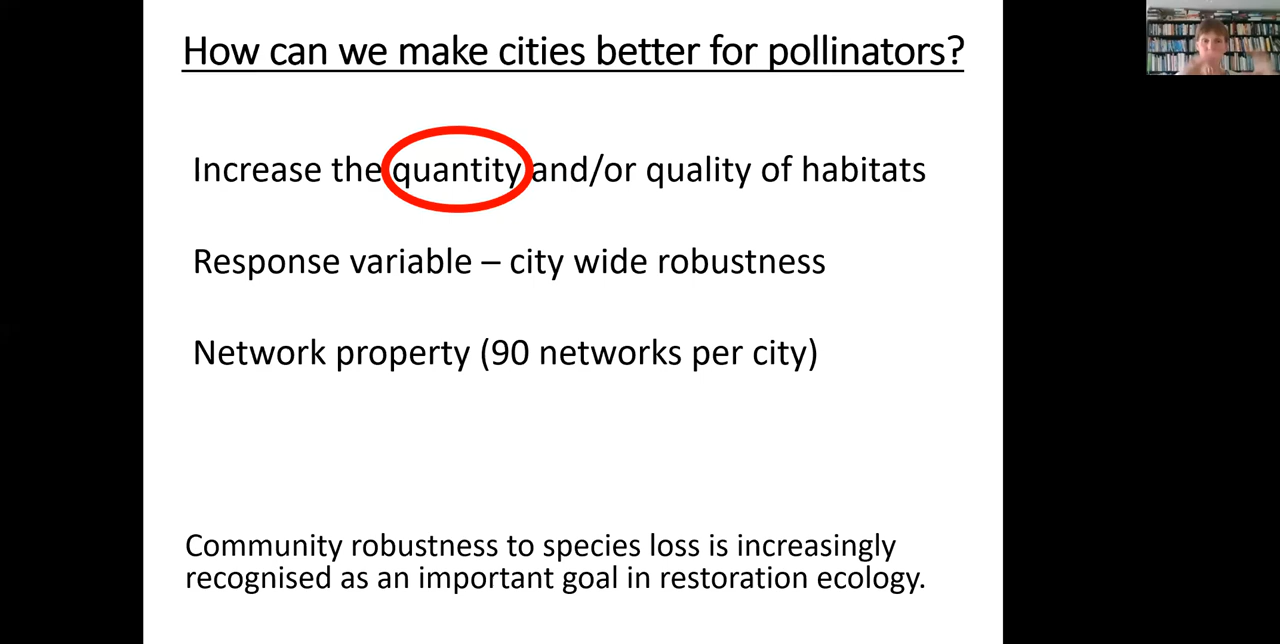 How can we make cities better for pollinators?
Increase the quantity and/or quality of habitats
Response variable – city wide robustness
Network property (90 networks per city)
Community robustness to species loss is increasingly
recognised as an important goal in restoration ecology.